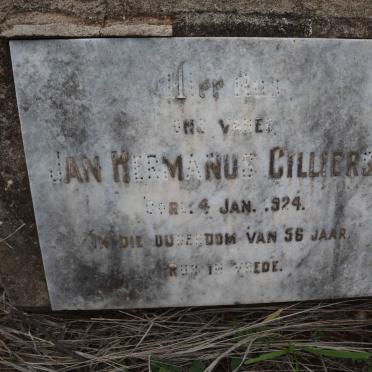 Hier Rus
ONS VADER
JAN HERMANUS CILLIERS
4 JAN. 1924.
IN DIE OUDERDOM VAN 56 JAAR,
RUS IN VREDE.